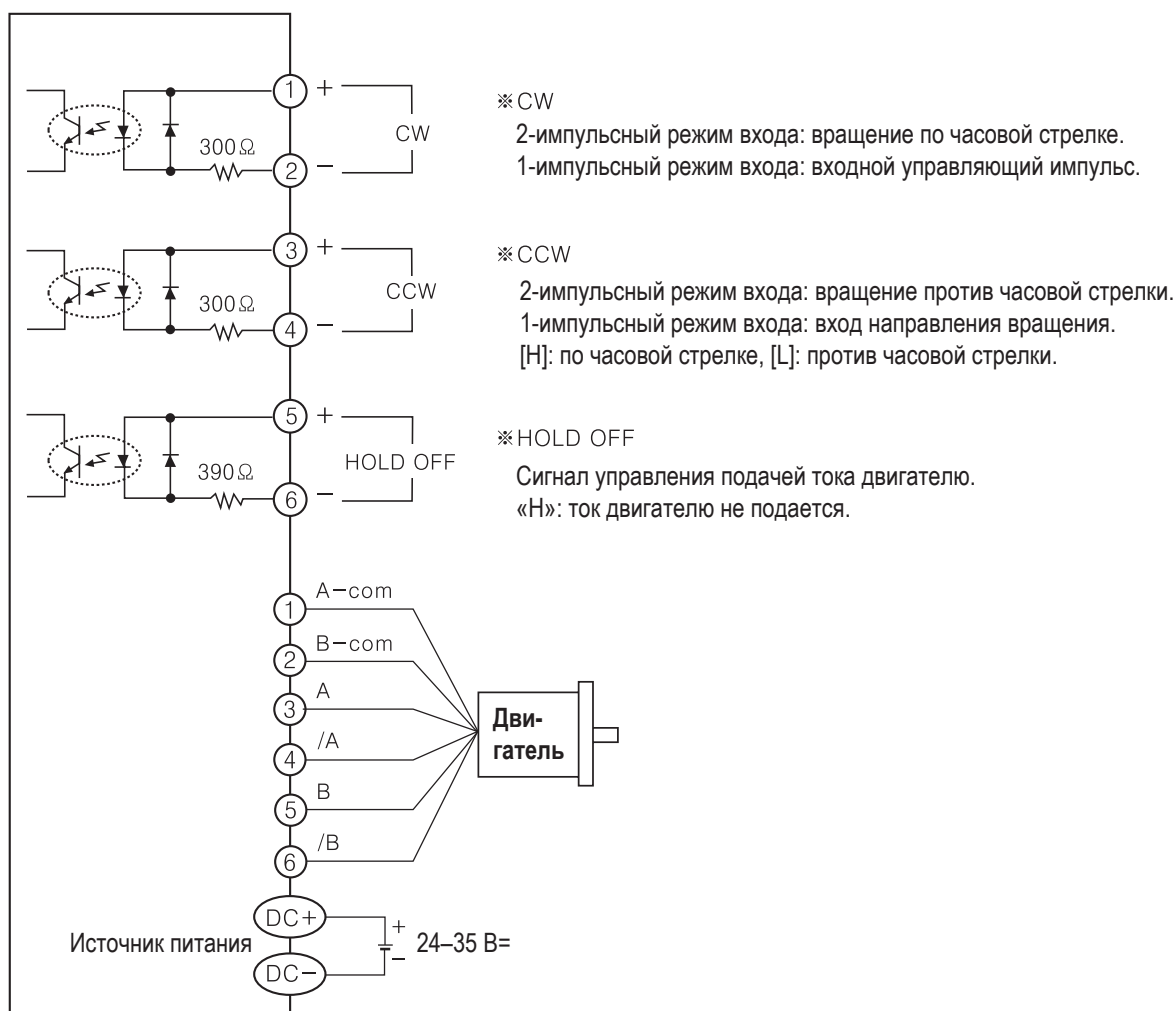 1 +
CW
300Ω
2 −
※CW
2-импульсный режим входа: вращение по часовой стрелке.
1-импульсный режим входа: входной управляющий импульс.
3 +
CCW
300Ω
4 −
※CCW
2-импульсный режим входа: вращение против часовой стрелки.
1-импульсный режим входа: вход направления вращения.
[H]: по часовой стрелке, [L]: против часовой стрелки.
5 +
HOLD OFF
390Ω
6 −
※HOLD OFF
Сигнал управления подачей тока двигателю.
«Н»: ток двигателю не подается.
1 A−com
2 B−com
3 A
4 /A
5 B
6 /B
Дви-
гатель
DC+
+
Источник питания
24–35 В=
−
DC−